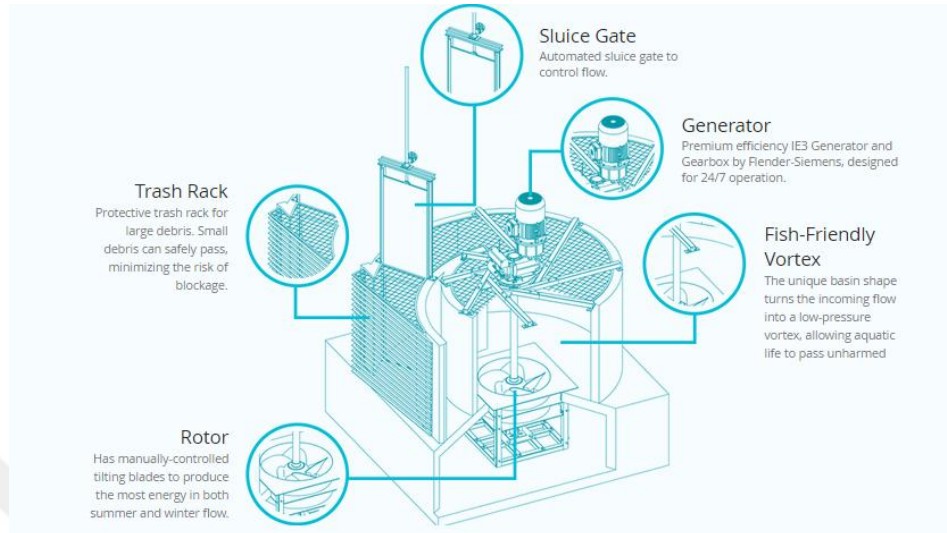 Sluice Gate
Automated sluice gate to
control flow.
Generator
Premium efficiency IE3 Generator and
Gearbox by Flender-Siemens, designed
for 24/7 operation.
Trash Rack
Protective trash rack for
large debris. Small
debris can safely pass,
minimizing the risk of
blockage.
Fish-Friendly
Vortex
The unique basin shape
turns the incoming flow
into a low-pressure
vortex, allowing aquatic
life to pass unharmed
Rotor
Has manually-controlled
tilting blades to produce
the most energy in both
summer and winter flow.